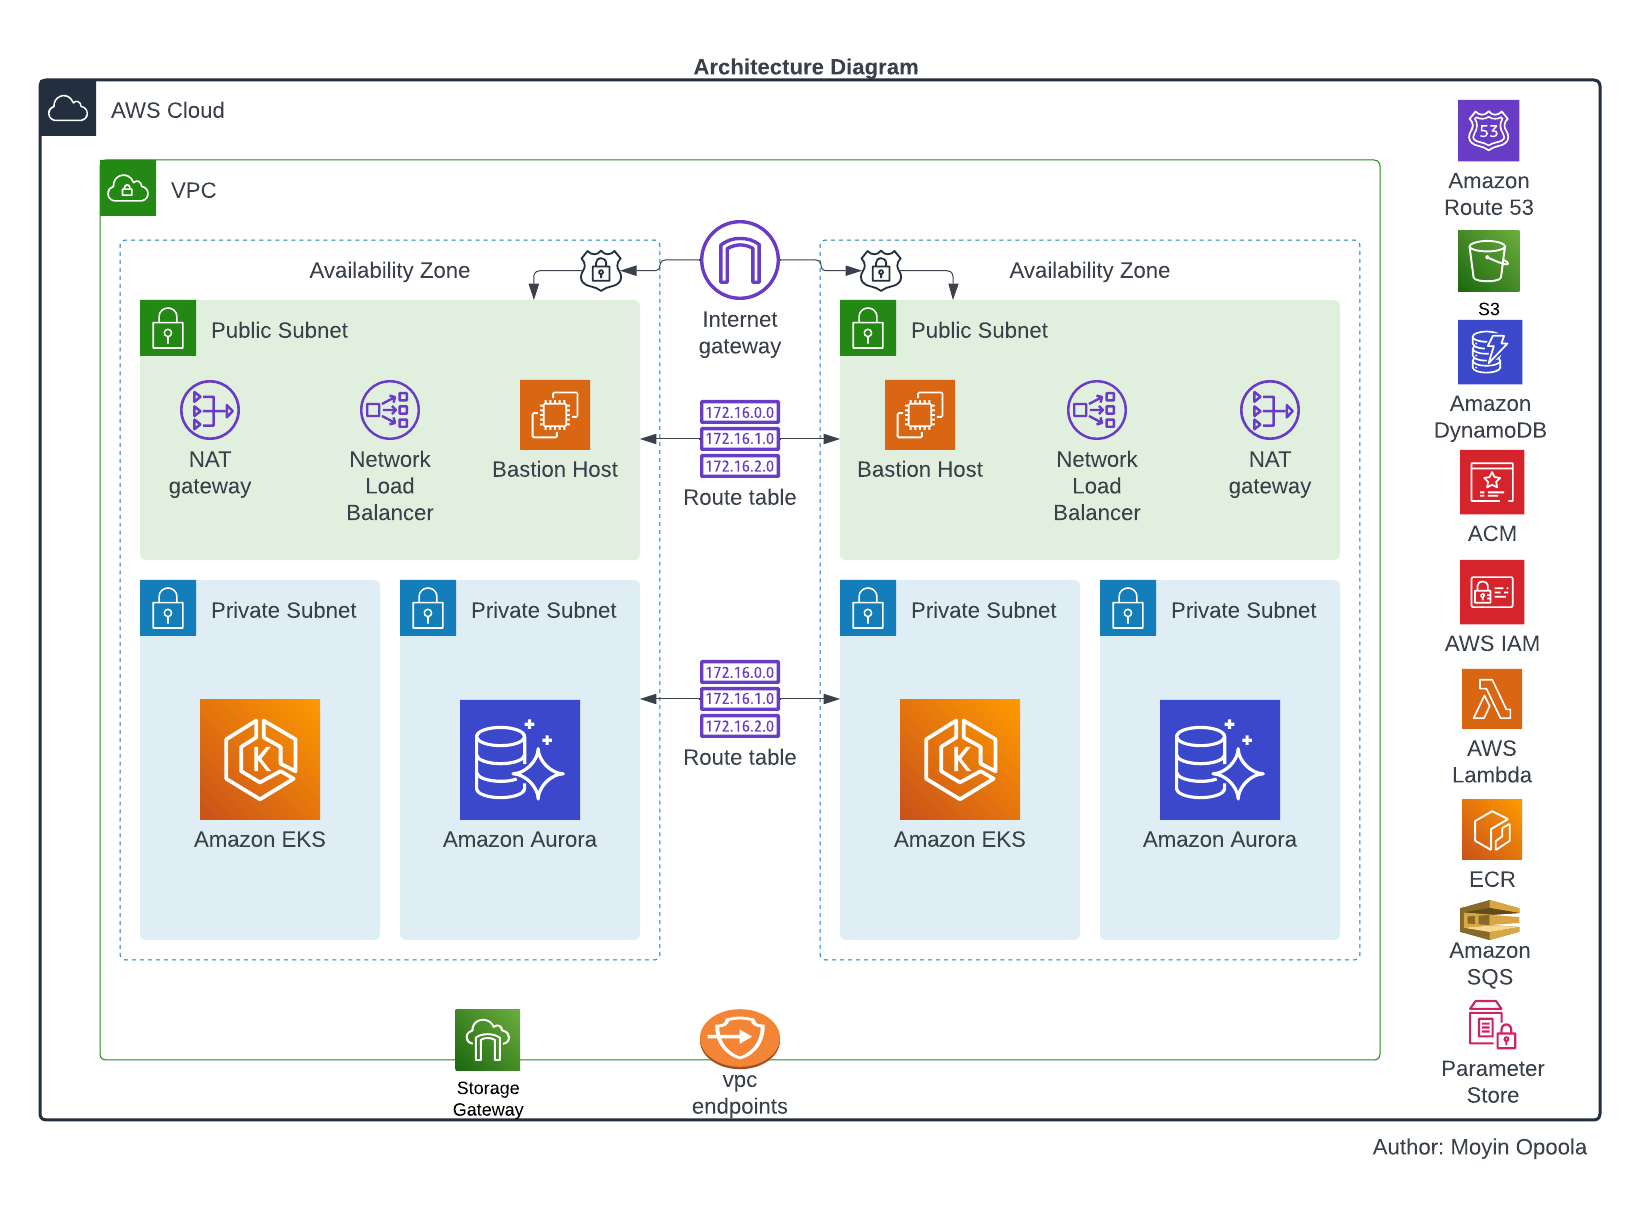 Architecture Diagram
AWS Cloud
VPC
Availability Zone
Public Subnet
NAT
gateway
Network
Load
Balancer
Bastion Host
Private Subnet
Amazon EKS
Private Subnet
Amazon Aurora
Internet
gateway
172.16.0.0
172.16.1.0
172.16.2.0
Route table
172.16.0.0
172.16.1.0
172.16.2.0
Route table
Availability Zone
Public Subnet
Bastion Host
Network
Load
Balancer
NAT
gateway
Private Subnet
K
Amazon EKS
Private Subnet
Amazon Aurora
K
Storage
Gateway
vpc
endpoints
53
Amazon
Route 53
S3
Amazon
DynamoDB
ACM
AWS IAM
AWS
Lambda
ECR
Amazon
SQS
Parameter
Store
Author: Moyin Opoola